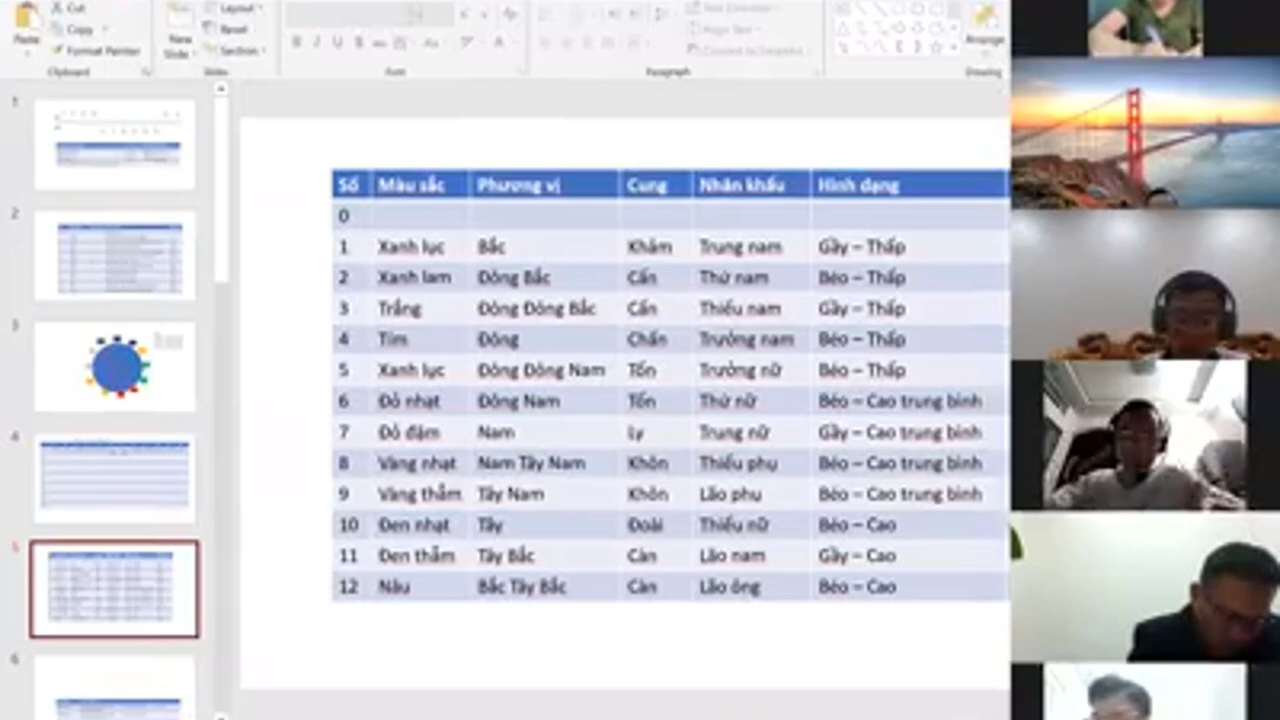 Cut
Copy
Paste
Format Painter
Clipboard
New
Slide
Layout
Reset
Section
Slides
Font
Paragraph
Arrange
Drawing
1
2
3
4
5
6
Số Màu sắc Phương vị Cung Nhân khẩu Hình dạng
0
1 Xanh lục Bắc Khảm Trung nam Gầy – Thấp
2 Xanh lam Đông Bắc Cấn Thứ nam Béo – Thấp
3 Trắng Đông Đông Bắc Cấn Thiếu nam Gầy – Thấp
4 Tím Đông Chấn Trưởng nam Béo – Thấp
5 Xanh lục Đông Đông Nam Tốn Trưởng nữ Béo – Thấp
6 Đỏ nhạt Đông Nam Tốn Thứ nữ Béo – Cao trung bình
7 Đỏ đậm Nam Ly Trung nữ Gầy – Cao trung bình
8 Vàng nhạt Nam Tây Nam Khôn Thiếu phụ Béo – Cao trung bình
9 Vàng thẫm Tây Nam Khôn Lão phụ Béo – Cao trung bình
10 Đen nhạt Tây Đoài Thiếu nữ Béo – Cao
11 Đen thẫm Tây Bắc Càn Lão nam Gầy – Cao
12 Nâu Bắc Tây Bắc Càn Lão ông Béo – Cao